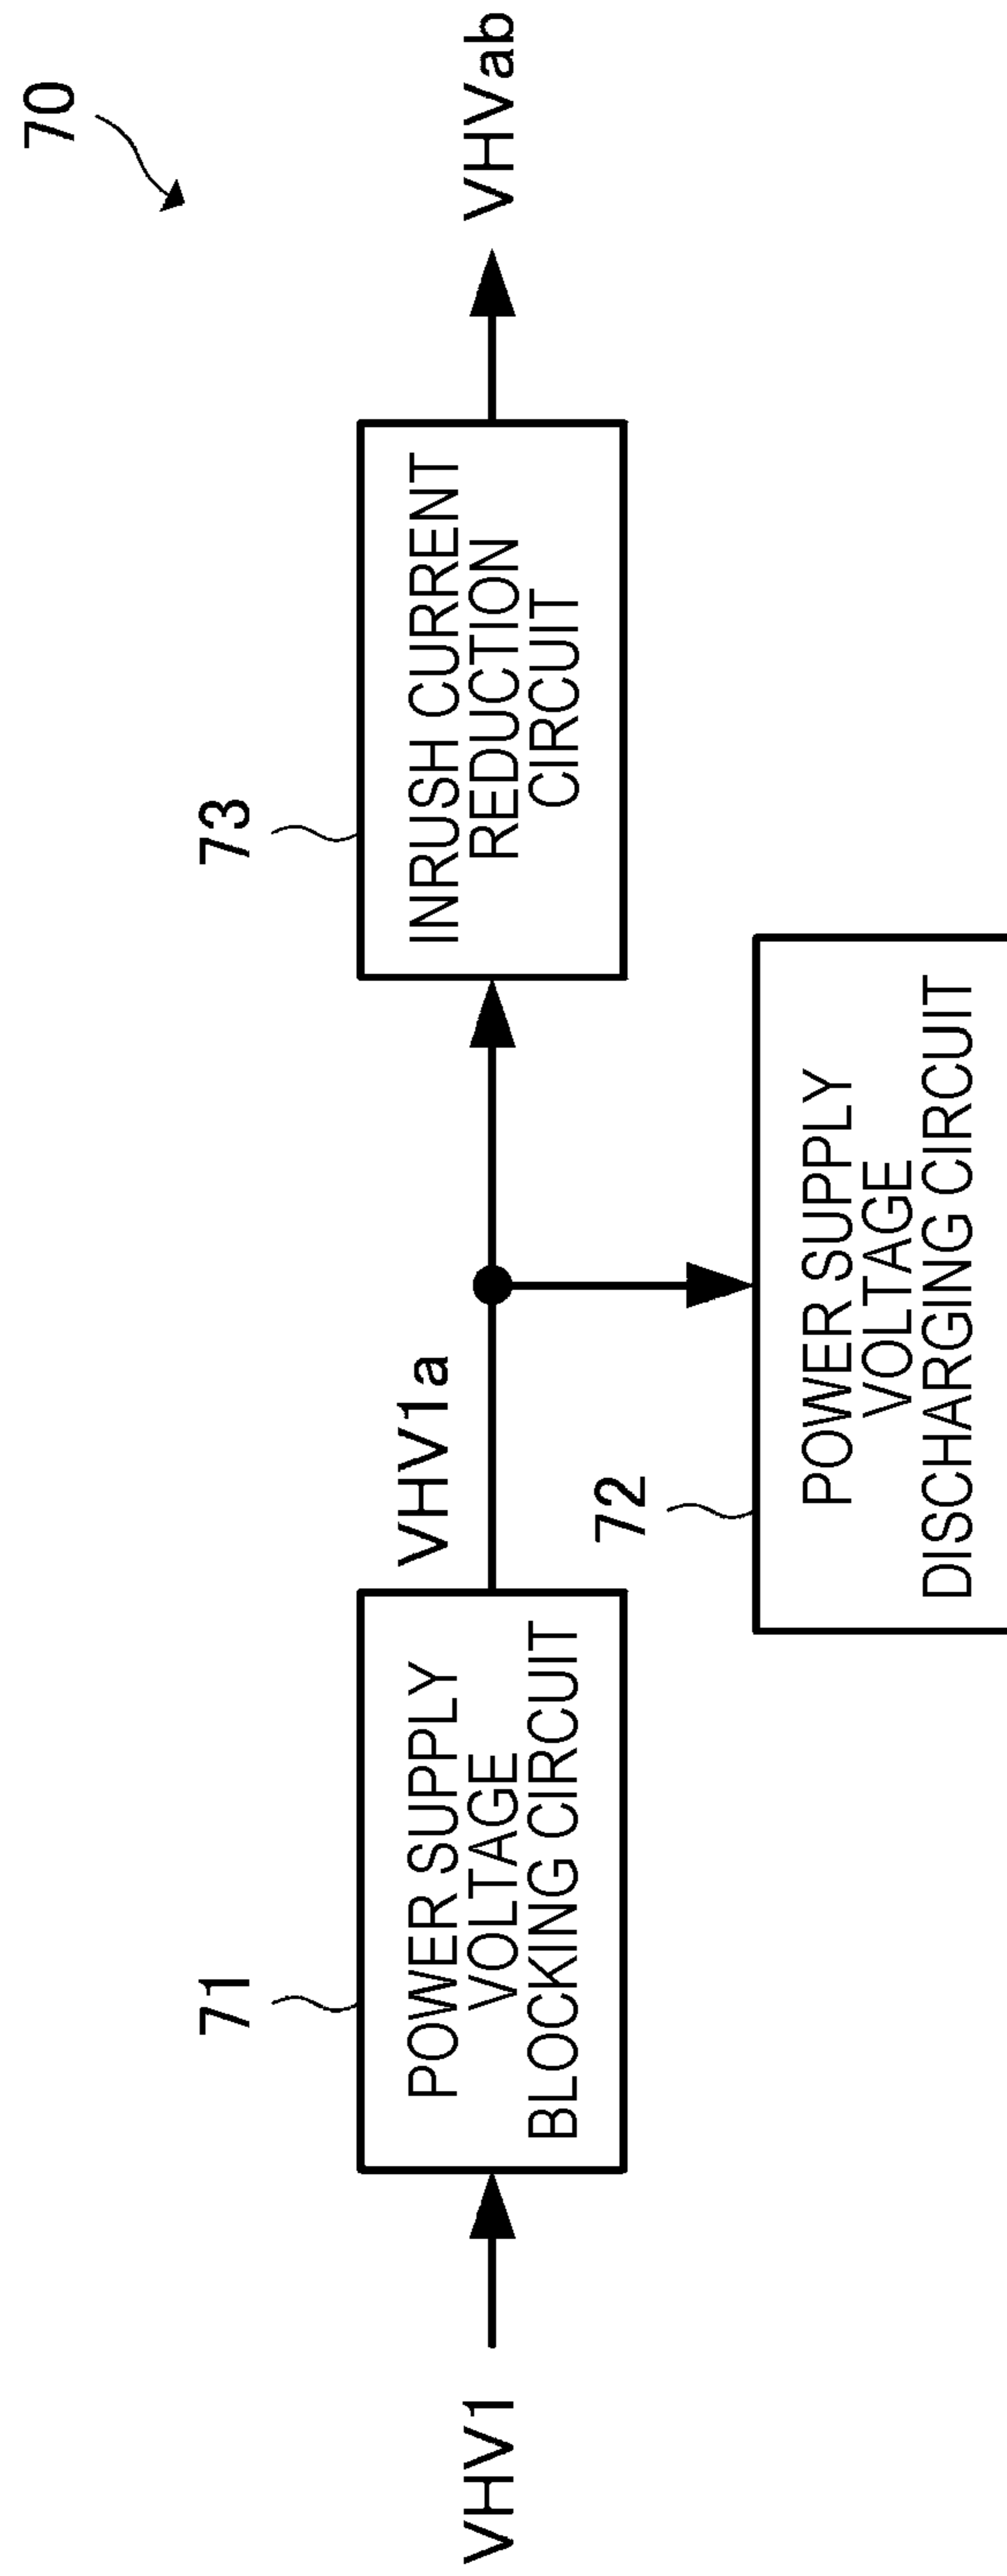 70
VHV1
71
POWER SUPPLY
VOLTAGE
BLOCKING CIRCUIT
VHV1a
72
POWER SUPPLY
VOLTAGE
DISCHARGING CIRCUIT
73
INRUSH CURRENT
REDUCTION
CIRCUIT
VHVab